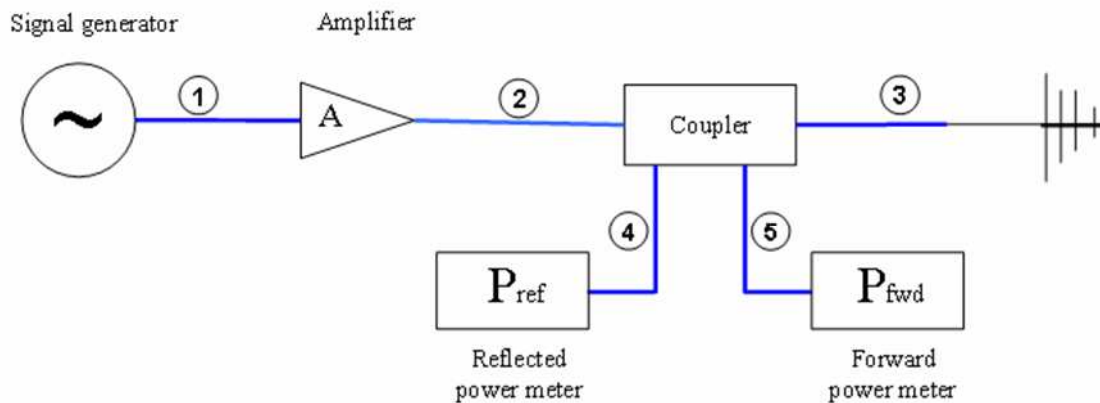 Signal generator
Amplifier
1
2
3
~
A
Coupler
4
5
Pref
Pfwd
Reflected
power meter
Forward
power meter